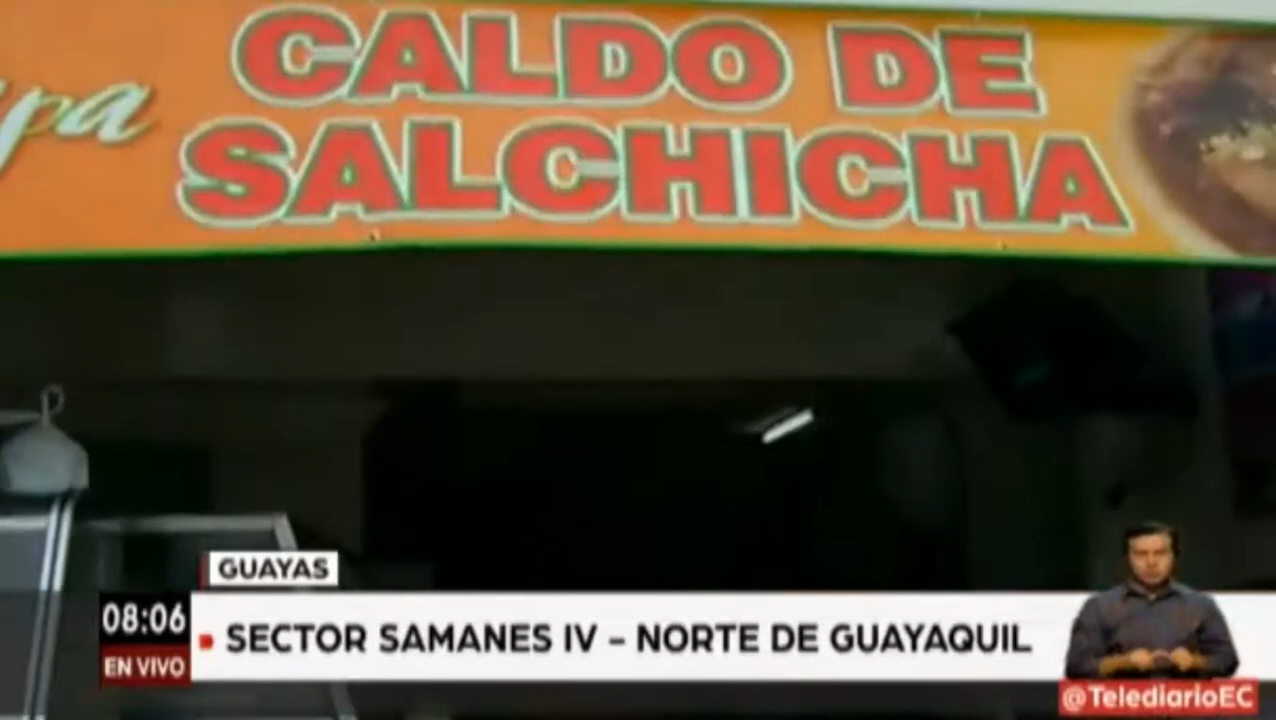 CALDO DE
SALCHICHA
GUAYAS
08:06
EN VIVO
SECTOR SAMANES IV – NORTE DE GUAYAQUIL
@TelediarioEC